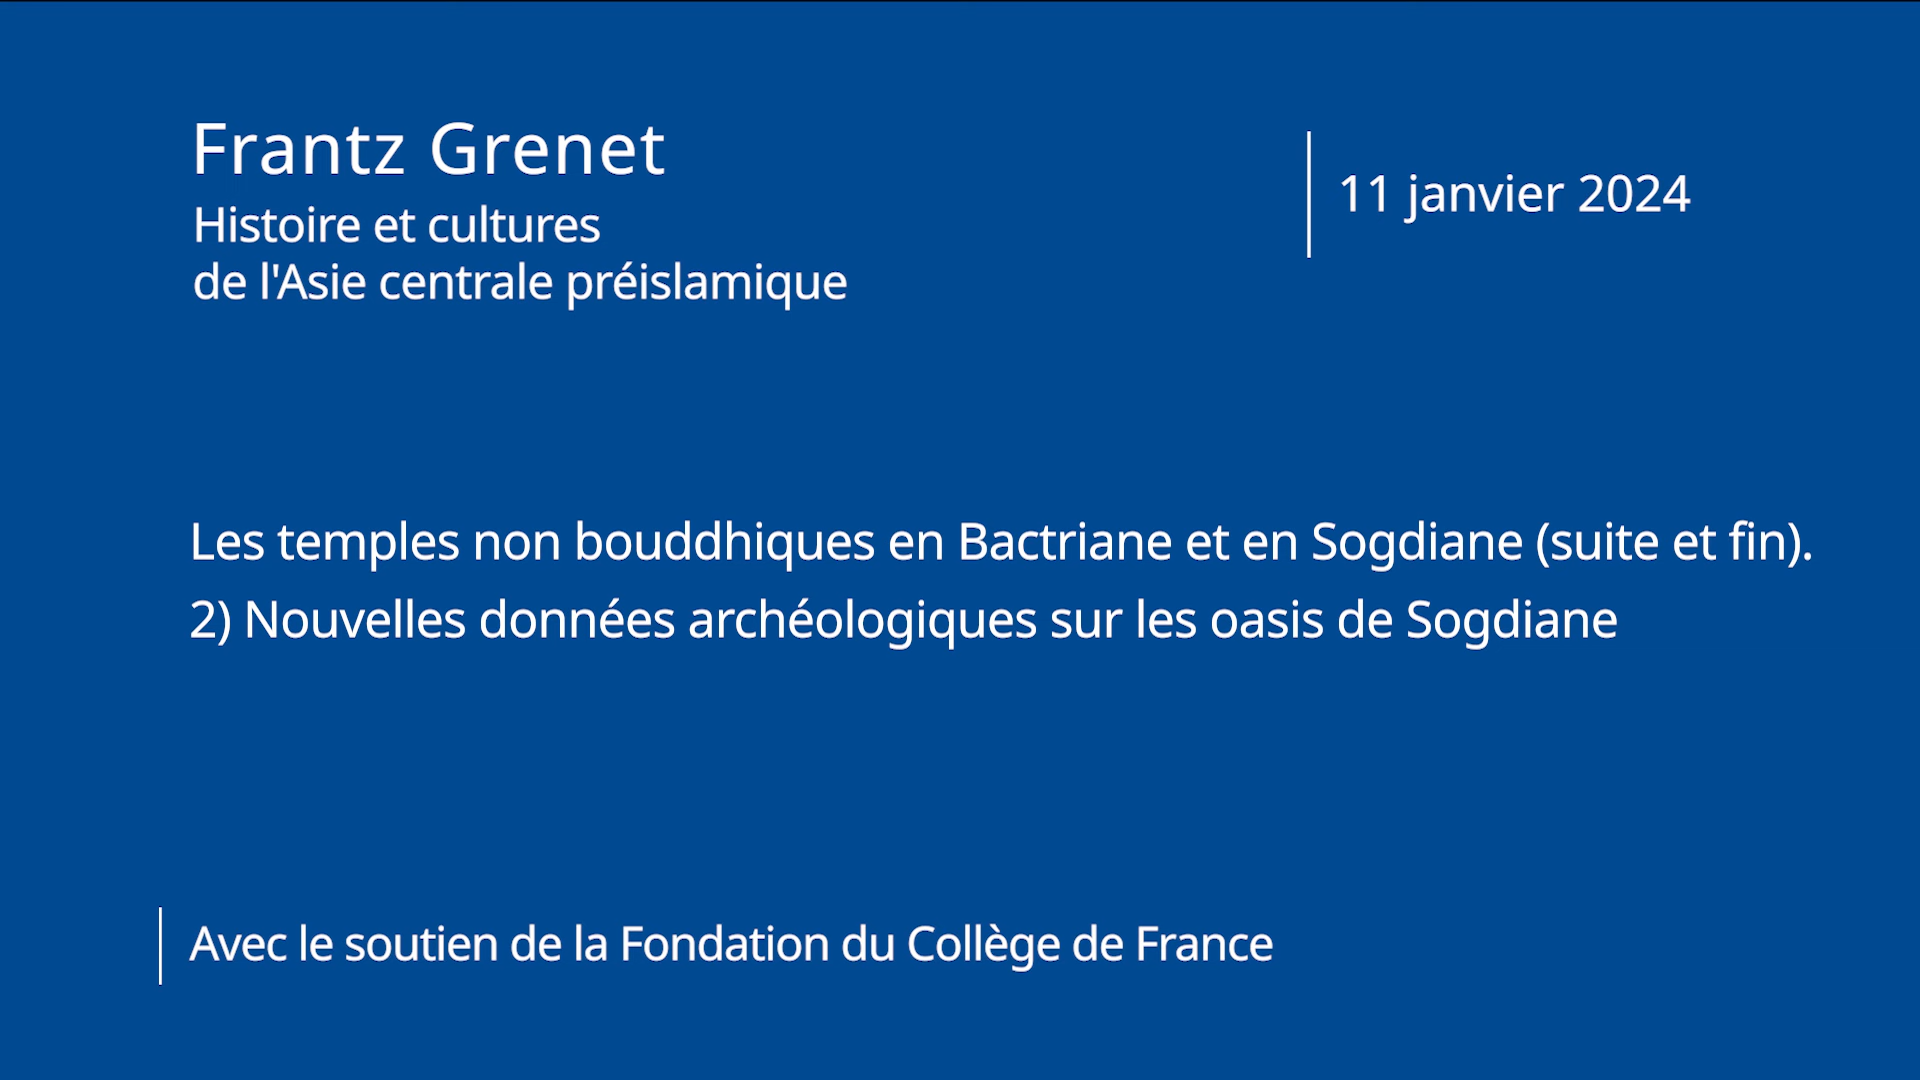 Frantz Grenet
Histoire et cultures
de l'Asie centrale préislamique
11 janvier 2024
Les temples non bouddhiques en Bactriane et en Sogdiane (suite et fin).
2) Nouvelles données archéologiques sur les oasis de Sogdiane
Avec le soutien de la Fondation du Collège de France